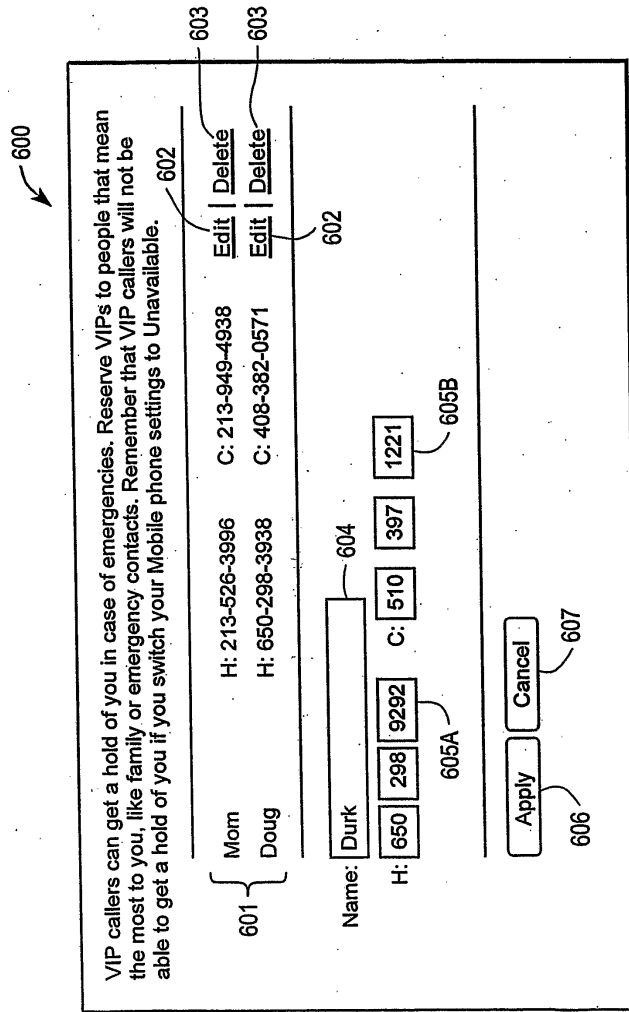 600
VIP callers can get a hold of you in case of emergencies. Reserve VIPs to people that mean
the most to you, like family or emergency contacts. Remember that VIP callers will not be
able to get a hold of you if you switch your Mobile phone settings to Unavailable.
602
603
Mom H: 213-526-3996 C: 213-949-4938 Edit | Delete
Doug H: 650-298-3938 C: 408-382-0571 Edit | Delete
601
602
603
604
Name: Durk
H: 650 298 9292 C: 510 397 1221
605A
605B
Apply Cancel
606
607